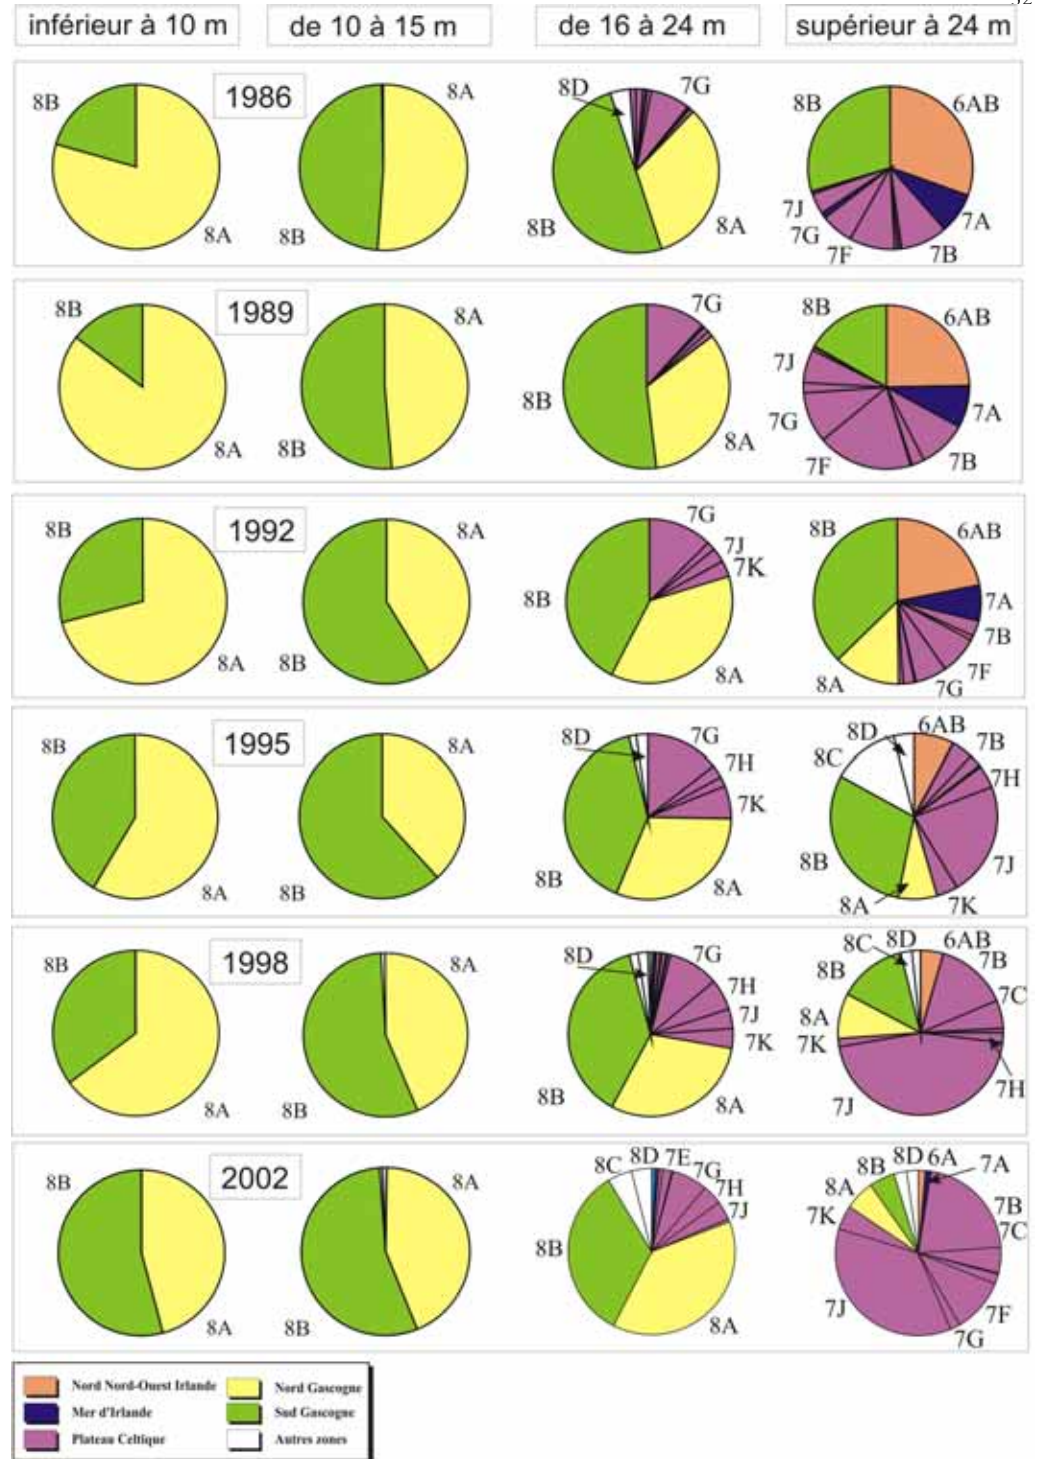 inférieur à 10 m
de 10 à 15 m
de 16 à 24 m
supérieur à 24 m
1986
8B
8A
8A
8B
8D
7G
8B
8A
8B
6AB
7J
7G
7F
7B
7A
1989
8B
8A
8A
8B
7G
8B
8A
8B
6AB
7J
7G
7F
7B
7A
1992
8B
8A
8A
8B
7G
7J
7K
8B
8A
8B
6AB
7A
7B
7F
7G
8A
1995
8B
8A
8A
8B
8D
7G
7H
7K
8B
8A
8D
6AB
7B
8C
7H
8B
7J
8A
7K
1998
8B
8A
8A
8B
8D
7G
7H
7J
7K
8B
8A
8C
8D
6AB
7B
8B
7C
8A
7K
7H
7J
2002
8B
8A
8A
8B
8C
8D
7E
7G
7H
7J
8B
8A
8B
8D
6A
7A
8A
7B
7K
7C
7J
7F
7G
Nord Nord-Ouest Irlande
Nord Gascogne
Mer d'Irlande
Sud Gascogne
Plateau Celtique
Autres zones